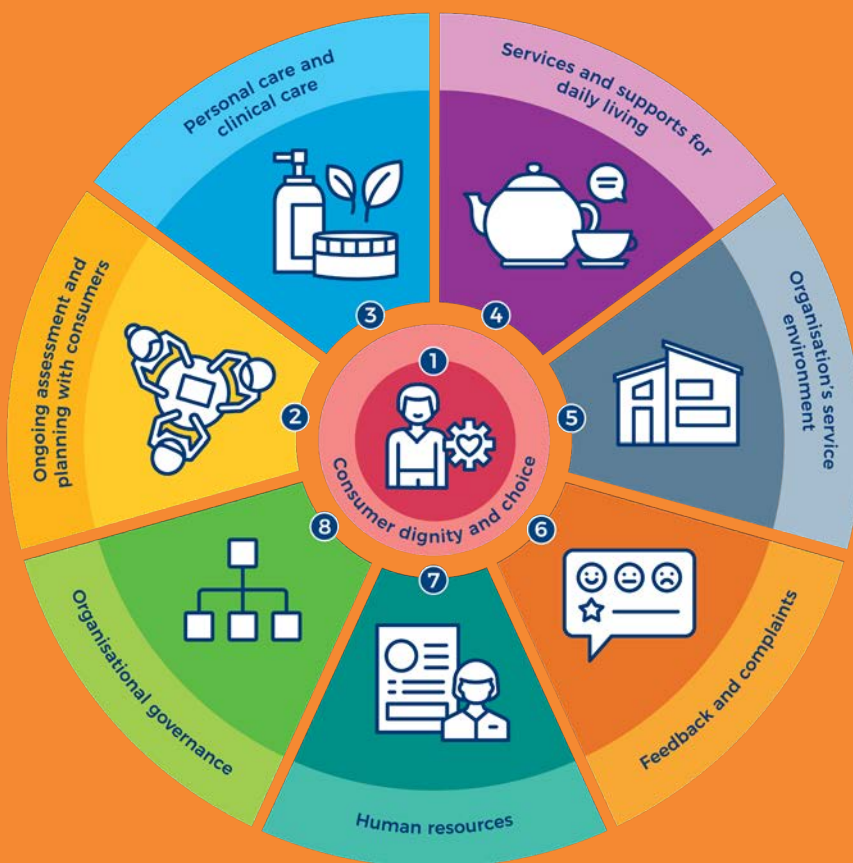 1
Consumer dignity and choice
2
Ongoing assessment and
planning with consumers
3
Personal care and
clinical care
4
Services and supports for
daily living
5
Organisation's service
environment
6
Feedback and complaints
7
Human resources
8
Organisational governance